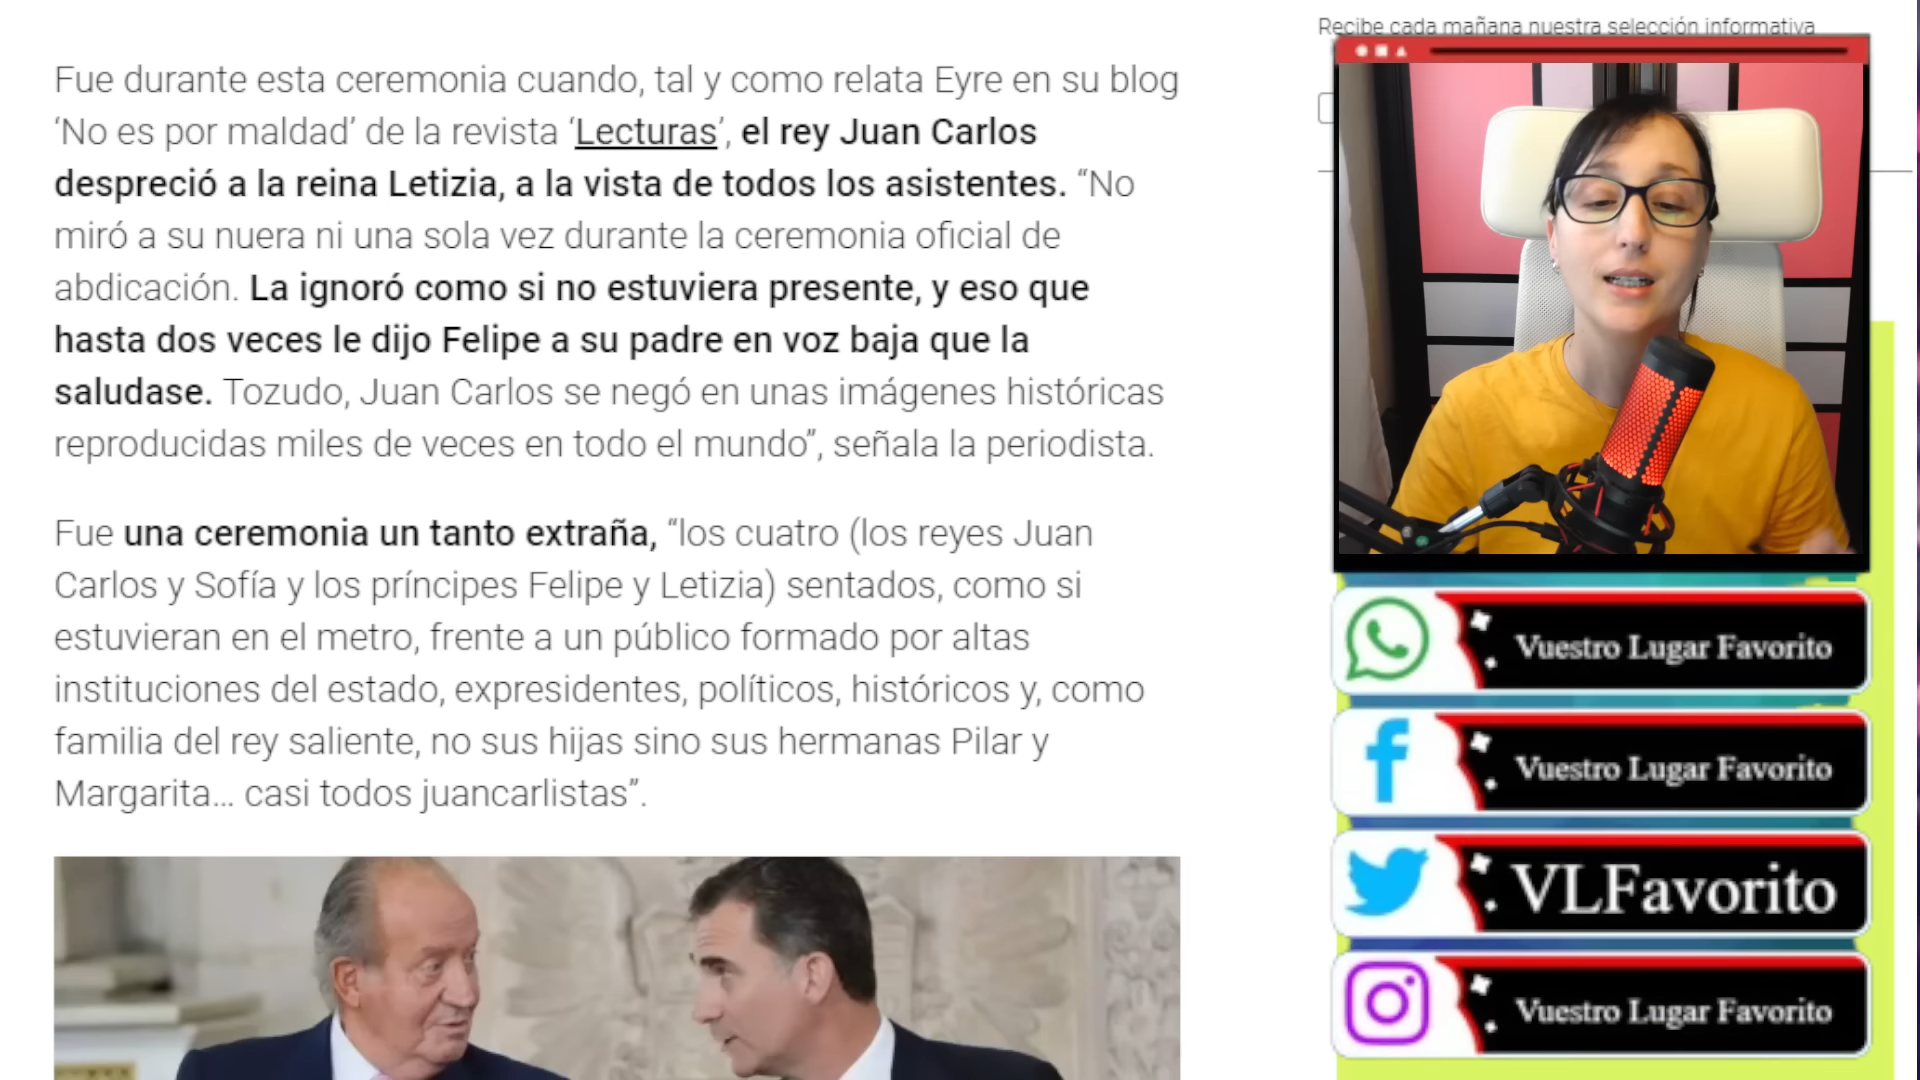 Recibe cada mañana nuestra selección informativa
Fue durante esta ceremonia cuando, tal y como relata Eyre en su blog
‘No es por maldad’ de la revista ‘Lecturas’, el rey Juan Carlos
despreció a la reina Letizia, a la vista de todos los asistentes. “No
miró a su nuera ni una sola vez durante la ceremonia oficial de
abdicación. La ignoró como si no estuviera presente, y eso que
hasta dos veces le dijo Felipe a su padre en voz baja que la
saludase. Tozudo, Juan Carlos se negó en unas imágenes históricas
reproducidas miles de veces en todo el mundo”, señala la periodista.
Fue una ceremonia un tanto extraña, “los cuatro (los reyes Juan
Carlos y Sofía y los príncipes Felipe y Letizia) sentados, como si
estuvieran en el metro, frente a un público formado por altas
instituciones del estado, expresidentes, políticos, históricos y, como
familia del rey saliente, no sus hijas sino sus hermanas Pilar y
Margarita... casi todos juancarlistas”.
Vuestro Lugar Favorito
Vuestro Lugar Favorito
VLFavorito
Vuestro Lugar Favorito